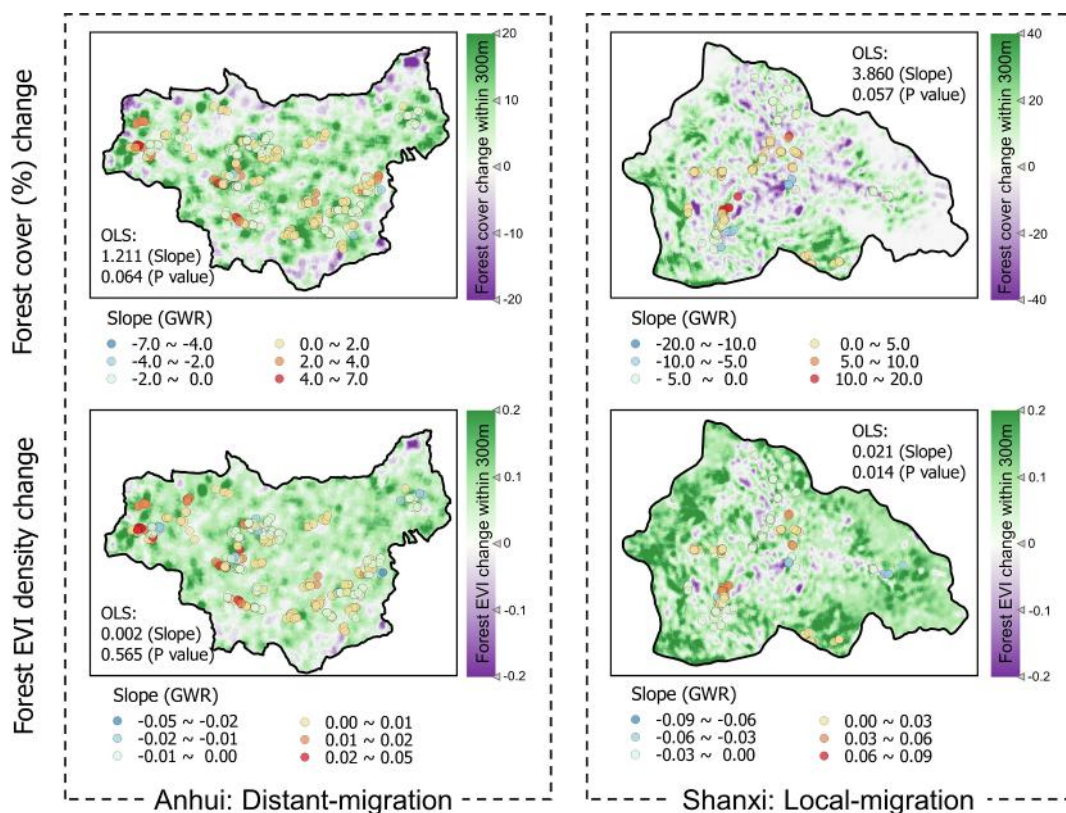 Forest cover (%) change
OLS:
1.211 (Slope)
0.064 (P value)
20
10
0
-10
-20
Forest cover change within 300m
Slope (GWR)
-7.0 ~ -4.0
-4.0 ~ -2.0
-2.0 ~ 0.0
0.0 ~ 2.0
2.0 ~ 4.0
4.0 ~ 7.0
OLS:
3.860 (Slope)
0.057 (P value)
40
20
0
-20
-40
Forest cover change within 300m
Slope (GWR)
-20.0 ~ -10.0
-10.0 ~ -5.0
- 5.0 ~ 0.0
0.0 ~ 5.0
5.0 ~ 10.0
10.0 ~ 20.0
Forest EVI density change
OLS:
0.002 (Slope)
0.565 (P value)
0.2
0.1
0
-0.1
-0.2
Forest EVI change within 300m
Slope (GWR)
-0.05 ~ -0.02
-0.02 ~ -0.01
-0.01 ~ 0.00
0.00 ~ 0.01
0.01 ~ 0.02
0.02 ~ 0.05
OLS:
0.021 (Slope)
0.014 (P value)
0.2
0.1
0
-0.1
-0.2
Forest EVI change within 300m
Slope (GWR)
-0.09 ~ -0.06
-0.06 ~ -0.03
-0.03 ~ 0.00
0.00 ~ 0.03
0.03 ~ 0.06
0.06 ~ 0.09
Anhui: Distant-migration
Shanxi: Local-migration